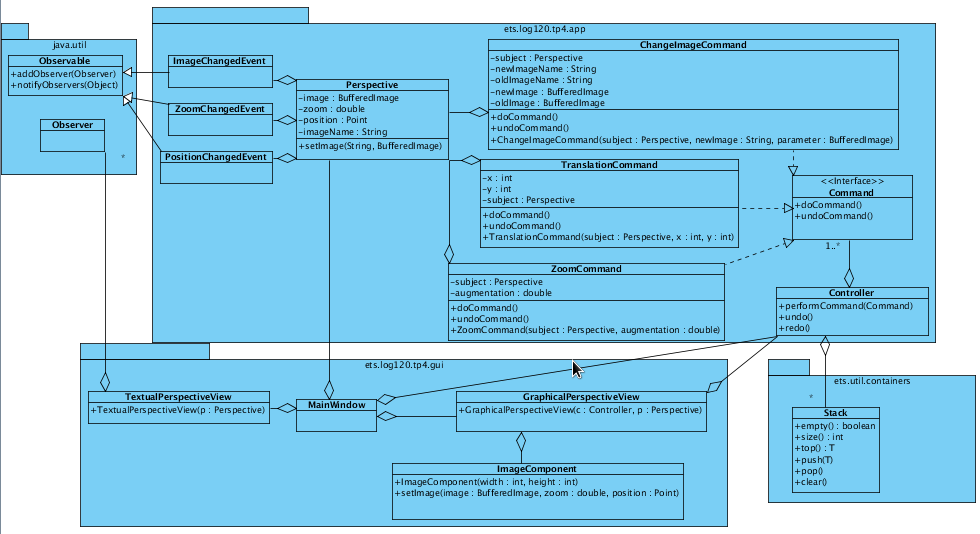 java.util
Observable
+addObserver(Observer)
+notifyObservers(Object)
Observer
*
ets.log120.tp4.app
ImageChangedEvent
ZoomChangedEvent
PositionChangedEvent
Perspective
-image : BufferedImage
-zoom : double
-position : Point
-imageName : String
+setImage(String, BufferedImage)
ChangeImageCommand
-subject : Perspective
-newImageName : String
-oldImageName : String
-newImage : BufferedImage
-oldImage : BufferedImage
+doCommand()
+undoCommand()
+ChangeImageCommand(subject : Perspective, newImage : String, parameter : BufferedImage)
TranslationCommand
-x : int
-y : int
-subject : Perspective
+doCommand()
+undoCommand()
+TranslationCommand(subject : Perspective, x : int, y : int)
<<Interface>>
Command
+doCommand()
+undoCommand()
1..*
ZoomCommand
-subject : Perspective
-augmentation : double
+doCommand()
+undoCommand()
+ZoomCommand(subject : Perspective, augmentation : double)
Controller
+performCommand(Command)
+undo()
+redo()
ets.log120.tp4.gui
TextualPerspectiveView
+TextualPerspectiveView(p : Perspective)
MainWindow
GraphicalPerspectiveView
+GraphicalPerspectiveView(c : Controller, p : Perspective)
ImageComponent
+ImageComponent(width : int, height : int)
+setImage(image : BufferedImage, zoom : double, position : Point)
ets.util.containers
*
Stack
+empty() : boolean
+size() : int
+top() : T
+push(T)
+pop()
+clear()